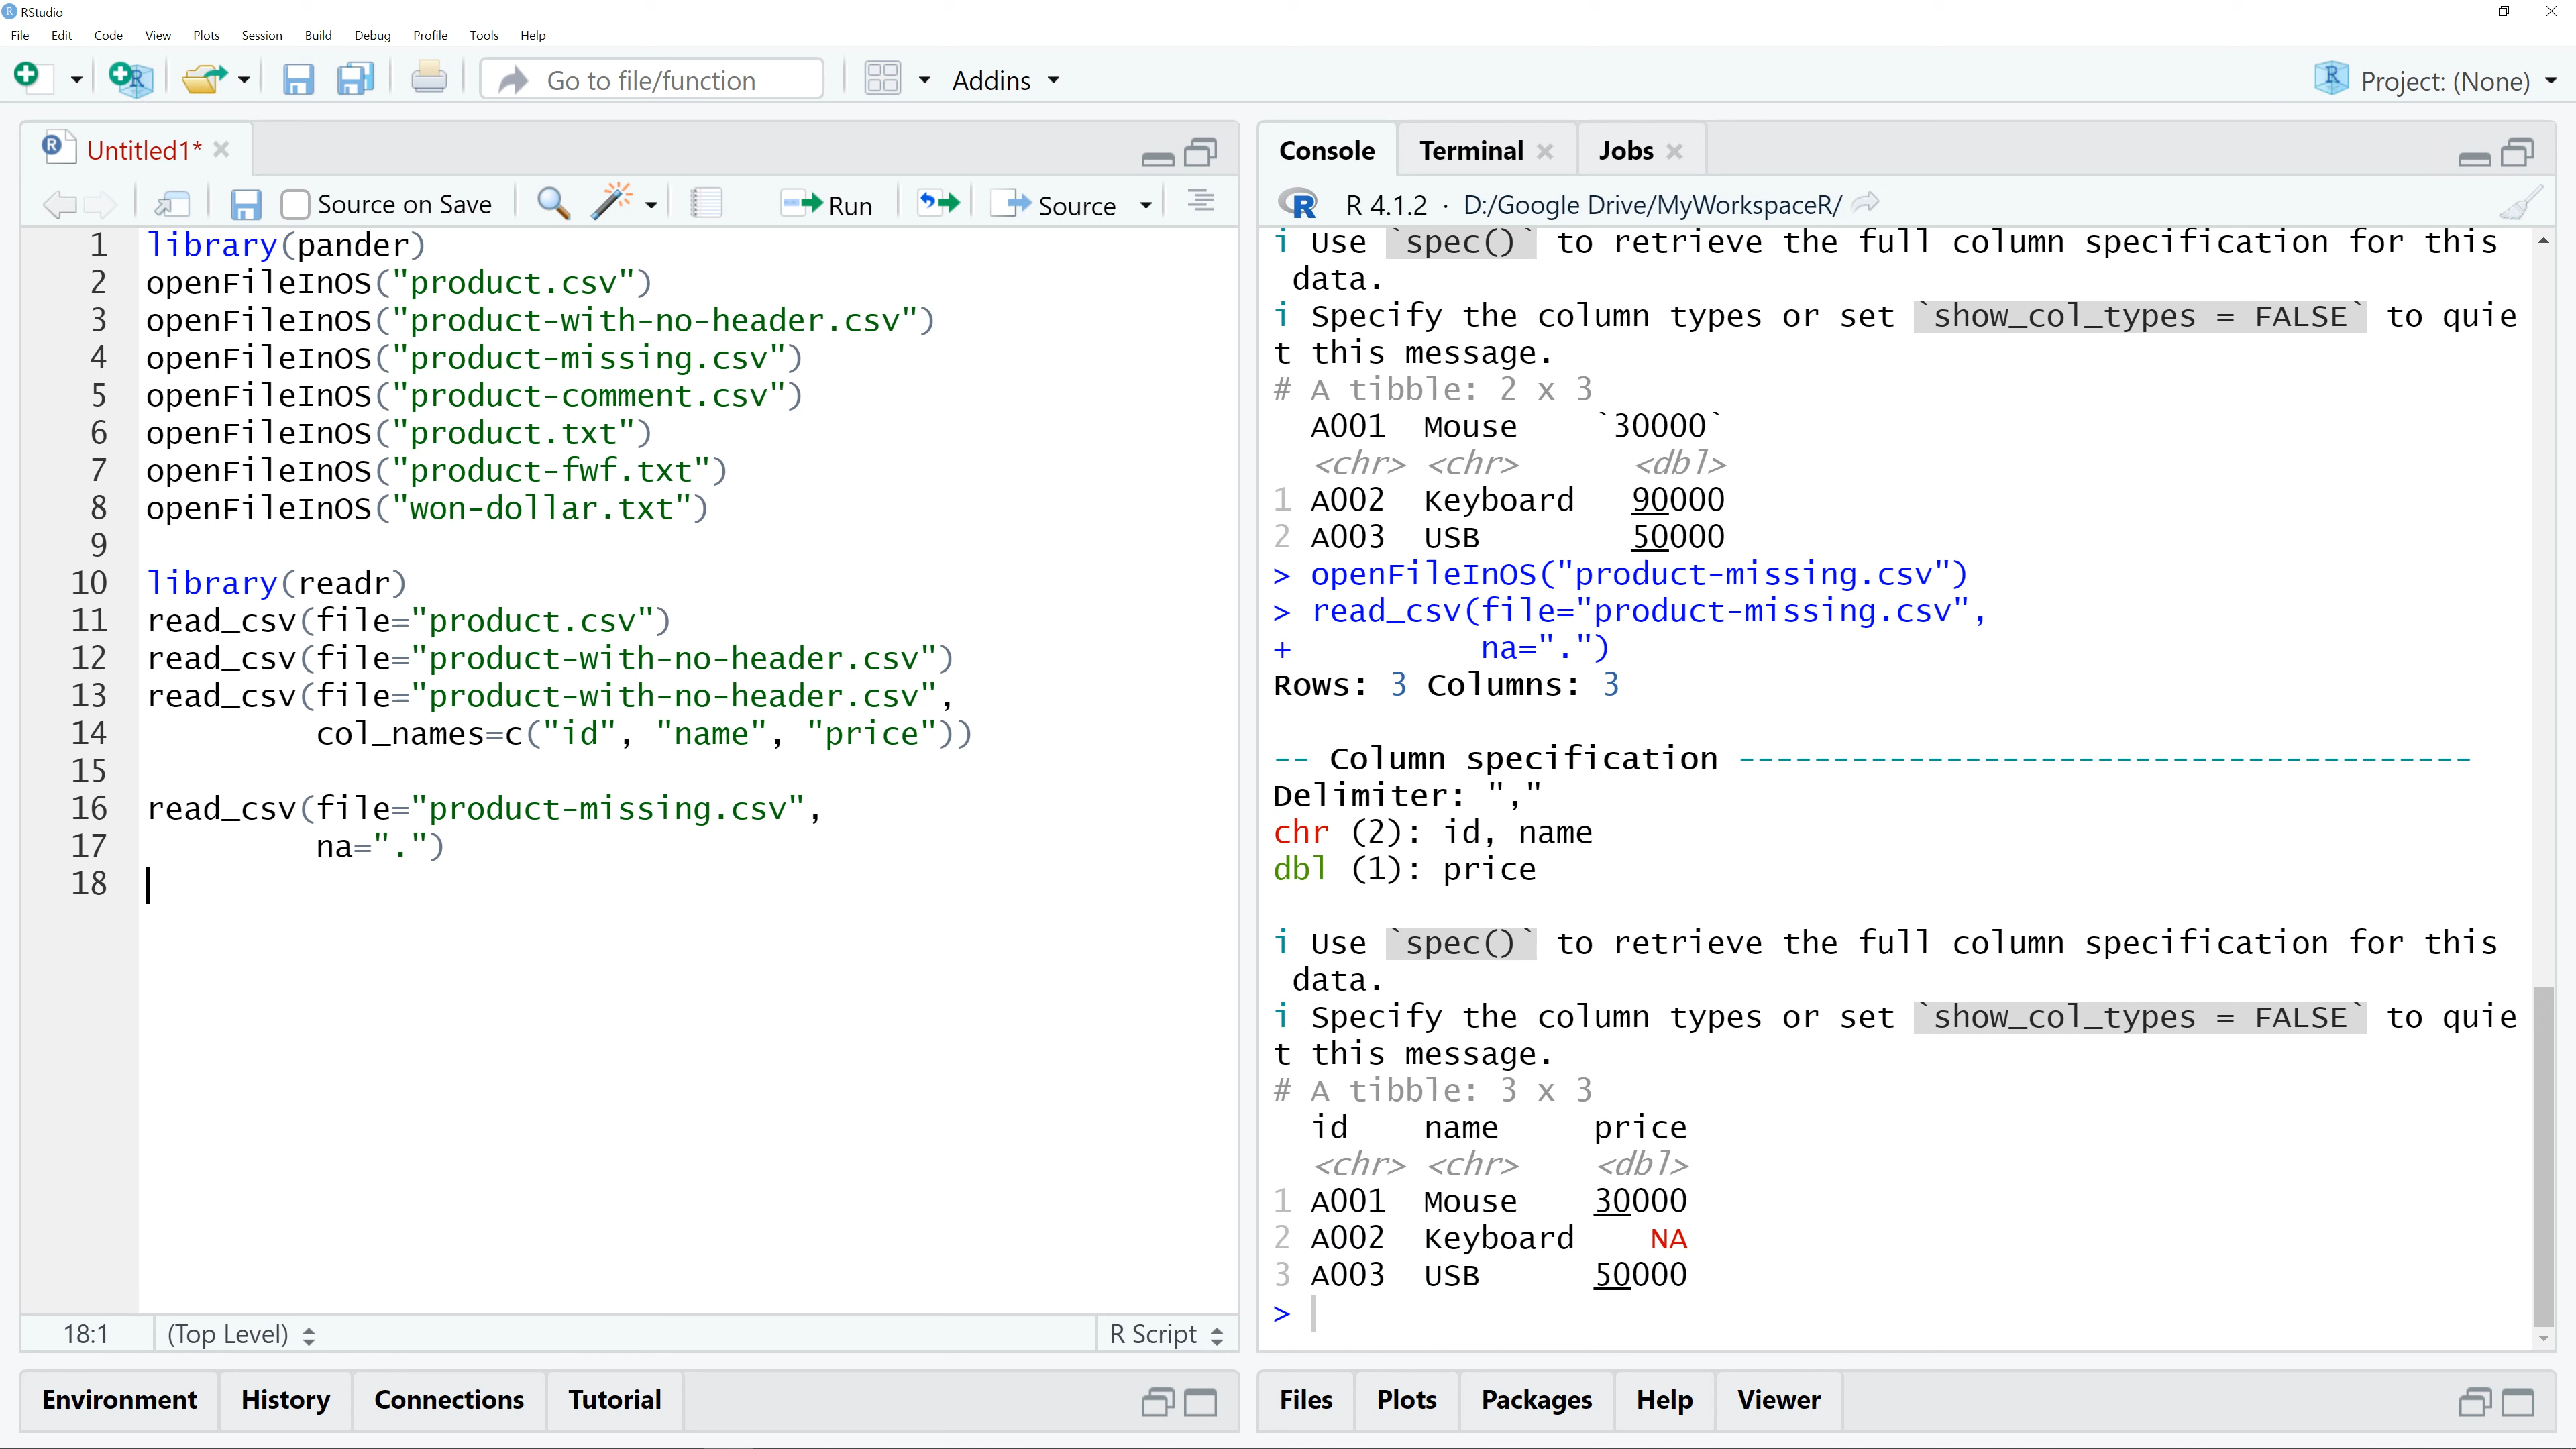 RStudio
File Edit Code View Plots Session Build Debug Profile Tools Help
Go to file/function Addins Project: (None)
Untitled1*
Source on Save Run Source
1 library(pander)
2 openFileInOS("product.csv")
3 openFileInOS("product-with-no-header.csv")
4 openFileInOS("product-missing.csv")
5 openFileInOS("product-comment.csv")
6 openFileInOS("product.txt")
7 openFileInOS("product-fwf.txt")
8 openFileInOS("won-dollar.txt")
9
10 library(readr)
11 read_csv(file="product.csv")
12 read_csv(file="product-with-no-header.csv")
13 read_csv(file="product-with-no-header.csv",
14 col_names=c("id", "name", "price"))
15
16 read_csv(file="product-missing.csv",
17 na=".")
18
18:1 (Top Level) R Script
Environment History Connections Tutorial
Console Terminal Jobs
R 4.1.2 · D:/Google Drive/MyWorkspaceR/
i Use `spec()` to retrieve the full column specification for this
data.
i Specify the column types or set `show_col_types = FALSE` to quie
t this message.
# A tibble: 2 x 3
A001 Mouse `30000`
<chr> <chr> <dbl>
1 A002 Keyboard 90000
2 A003 USB 50000
> openFileInOS("product-missing.csv")
> read_csv(file="product-missing.csv",
+ na=".")
Rows: 3 Columns: 3
-- Column specification ---------------------------------------
Delimiter: ","
chr (2): id, name
dbl (1): price
i Use `spec()` to retrieve the full column specification for this
data.
i Specify the column types or set `show_col_types = FALSE` to quie
t this message.
# A tibble: 3 x 3
id name price
<chr> <chr> <dbl>
1 A001 Mouse 30000
2 A002 Keyboard NA
3 A003 USB 50000
>
Files Plots Packages Help Viewer